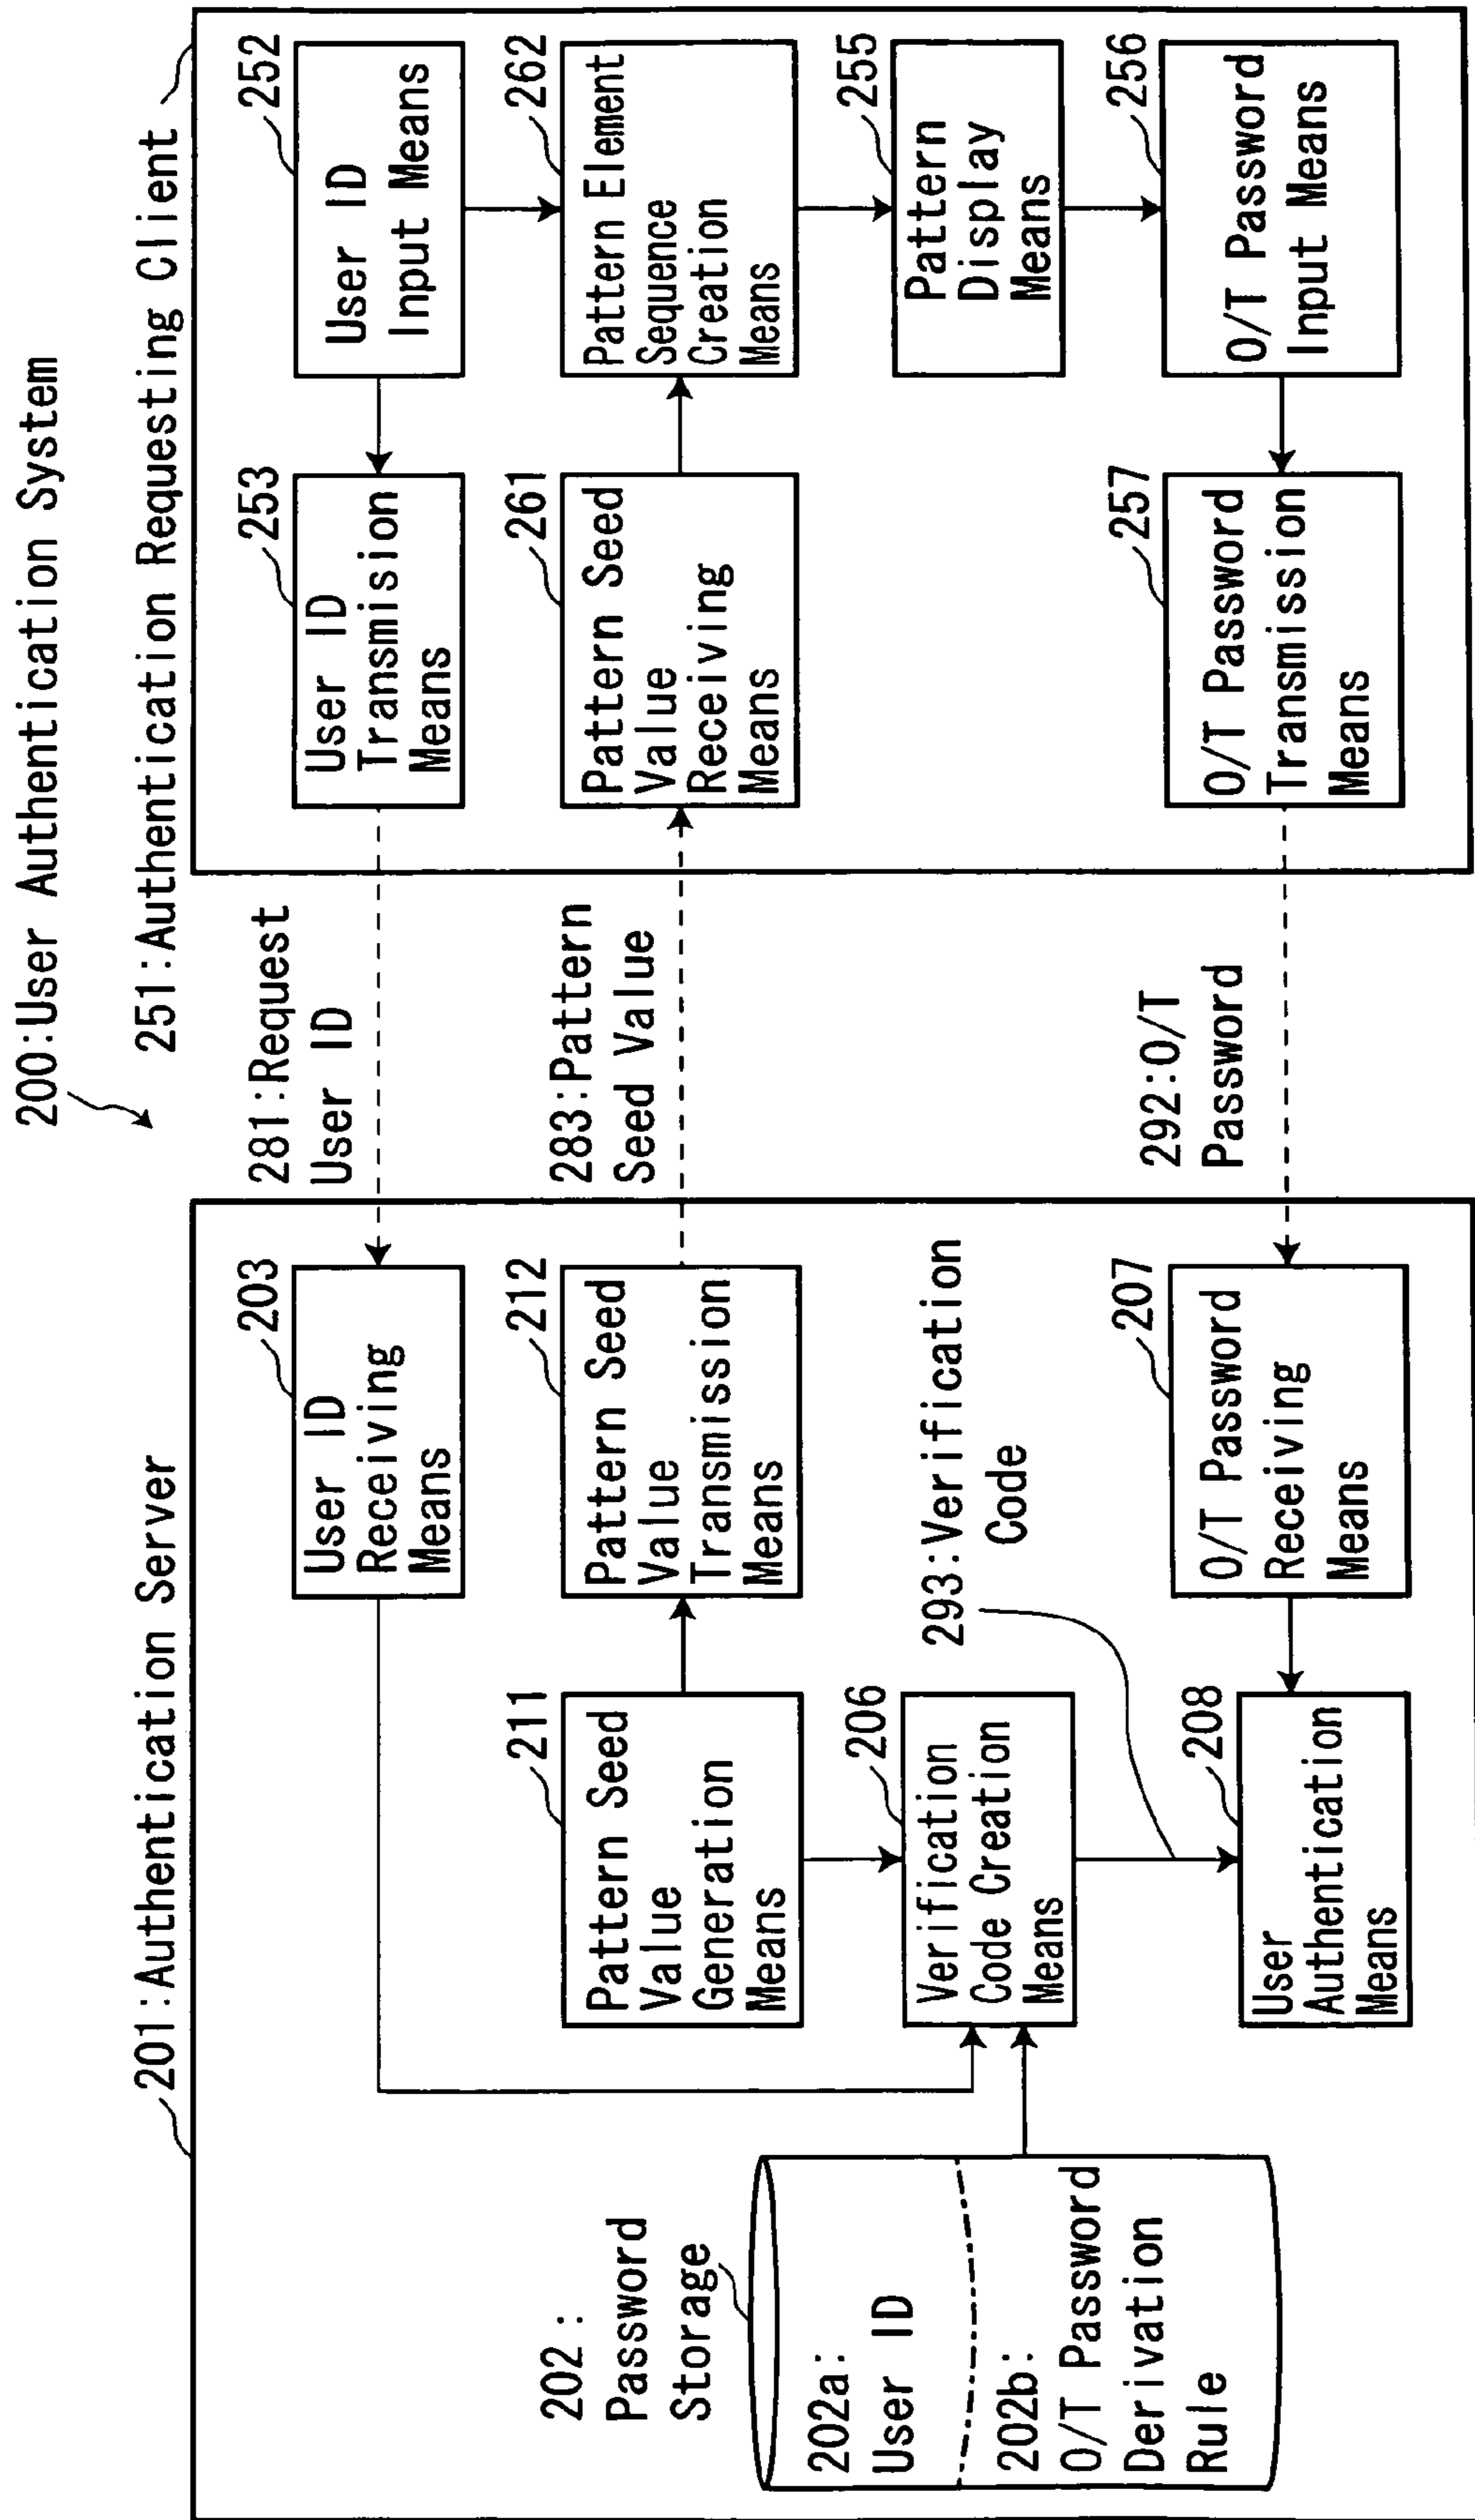 200:User Authentication System
201:Authentication Server
251:Authentication Requesting Client
203
User ID
Receiving
Means
281:Request
User ID
253
User ID
Transmision
Means
252
User ID
Input Means
211
Pattern Seed
Value
Generation
Means
212
Pattern Seed
Value
Transmission
Means
283:Pattern
Seed Value
261
Pattern Seed
Value
Receiving
Means
262
Pattern Element
Sequence
Creation
Means
202:
Password
Storage
202a:
User ID
202b:
O/T Password
Derivation
Rule
206
Verification
Code Creation
Means
293:Verification
Code
255
Pattern
Display
Means
208
User
Authentication
Means
207
O/T Password
Receiving
Means
292:O/T
Password
257
O/T Password
Transmission
Means
256
O/T Password
Input Means